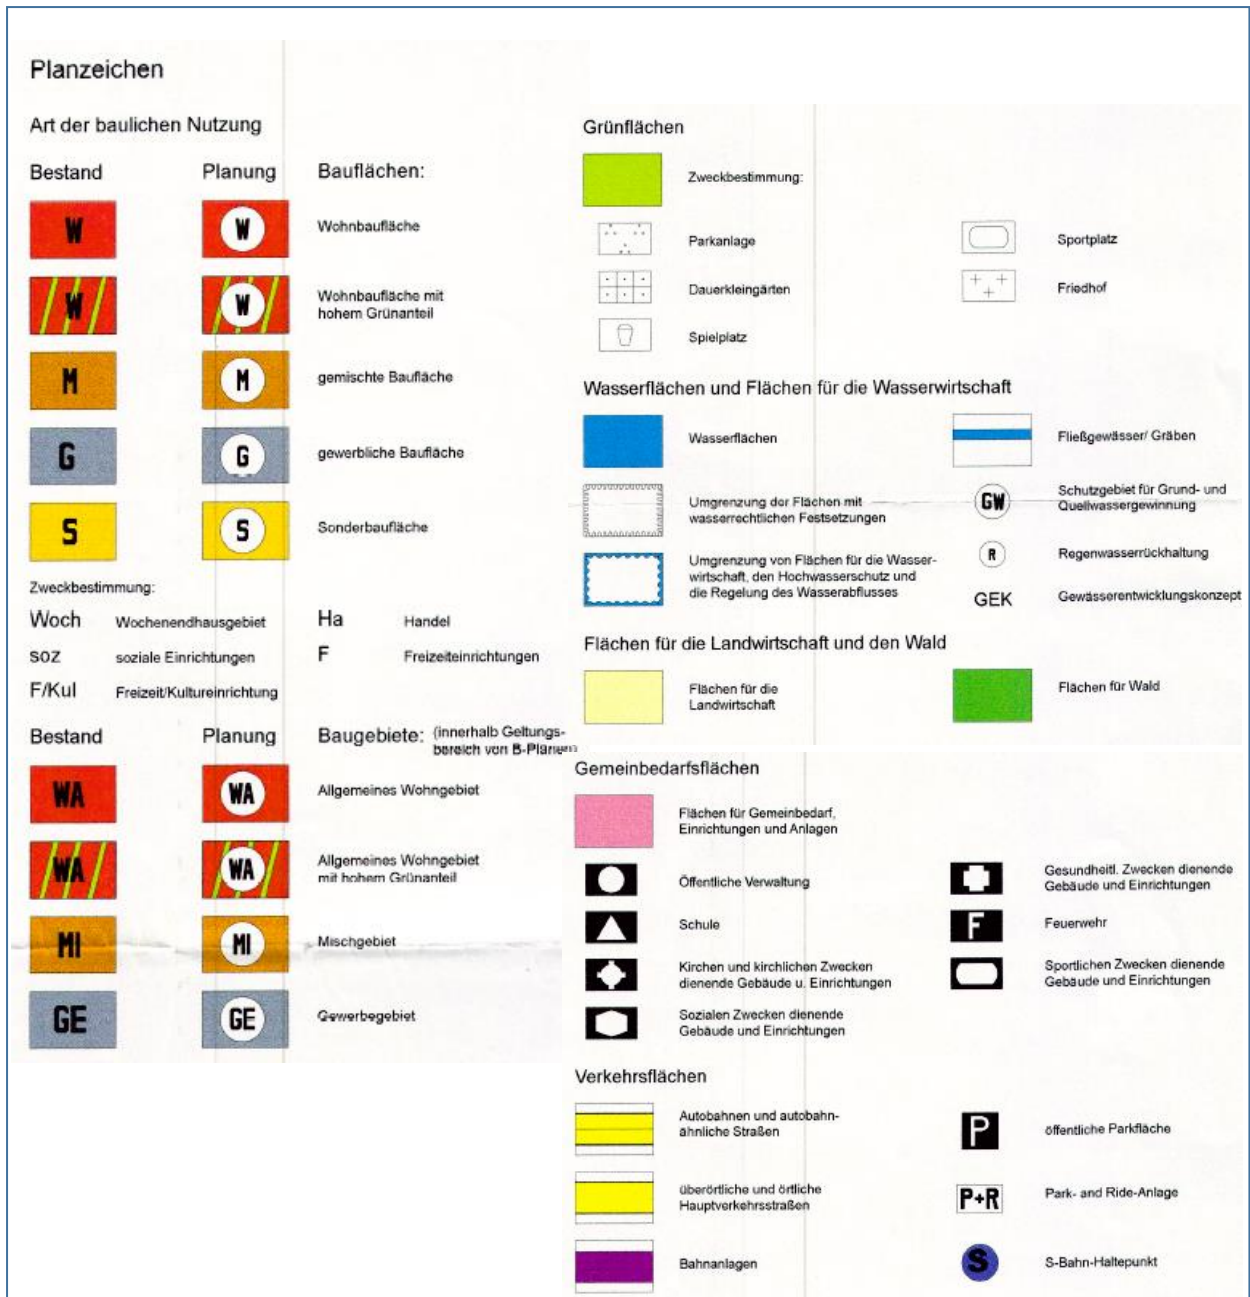 Planzeichen
Art der baulichen Nutzung
Bestand Planung Bauflächen:
W W Wohnbaufläche
W W Wohnbaufläche mit
hohem Grünanteil
M M gemischte Baufläche
G G gewerbliche Baufläche
S S Sonderbaufläche
Zweckbestimmung:
Woch Wochenendhausgebiet Ha Handel
soz soziale Einrichtungen F Freizeiteinrichtungen
F/Kul Freizeit/Kultureinrichtung
Bestand Planung Baugebiete: (innerhalb Geltungs-
bereich von B-Plänen)
WA WA Allgemeines Wohngebiet
WA WA Allgemeines Wohngebiet
mit hohem Grünanteil
MI MI Mischgebiet
GE GE Gewerbegebiet
Grünflächen
Zweckbestimmung:
Parkanlage Sportplatz
Dauerkleingärten Friedhof
Spielplatz
Wasserflächen und Flächen für die Wasserwirtschaft
Wasserflächen Fließgewässer/ Gräben
Umgrenzung der Flächen mit
wasserrechtlichen Festsetzungen
GW Schutzgebiet für Grund- und
Quellwassergewinnung
Umgrenzung von Flächen für die Wasser-
wirtschaft, den Hochwasserschutz und
die Regelung des Wasserabflusses
R Regenwasserrückhaltung
GEK Gewässerentwicklungskonzept
Flächen für die Landwirtschaft und den Wald
Flächen für die
Landwirtschaft
Flächen für Wald
Gemeinbedarfsflächen
Flächen für Gemeinbedarf,
Einrichtungen und Anlagen
Öffentliche Verwaltung
Gesundheitl. Zwecken dienende
Gebäude und Einrichtungen
Schule F Feuerwehr
Kirchen und kirchlichen Zwecken
dienende Gebäude u. Einrichtungen
Sportlichen Zwecken dienende
Gebäude und Einrichtungen
Sozialen Zwecken dienende
Gebäude und Einrichtungen
Verkehrsflächen
Autobahnen und autobahn-
ähnliche Straßen
P öffentliche Parkfläche
überörtliche und örtliche
Hauptverkehrsstraßen
P+R Park- and Ride-Anlage
Bahnanlagen S S-Bahn-Haltepunkt